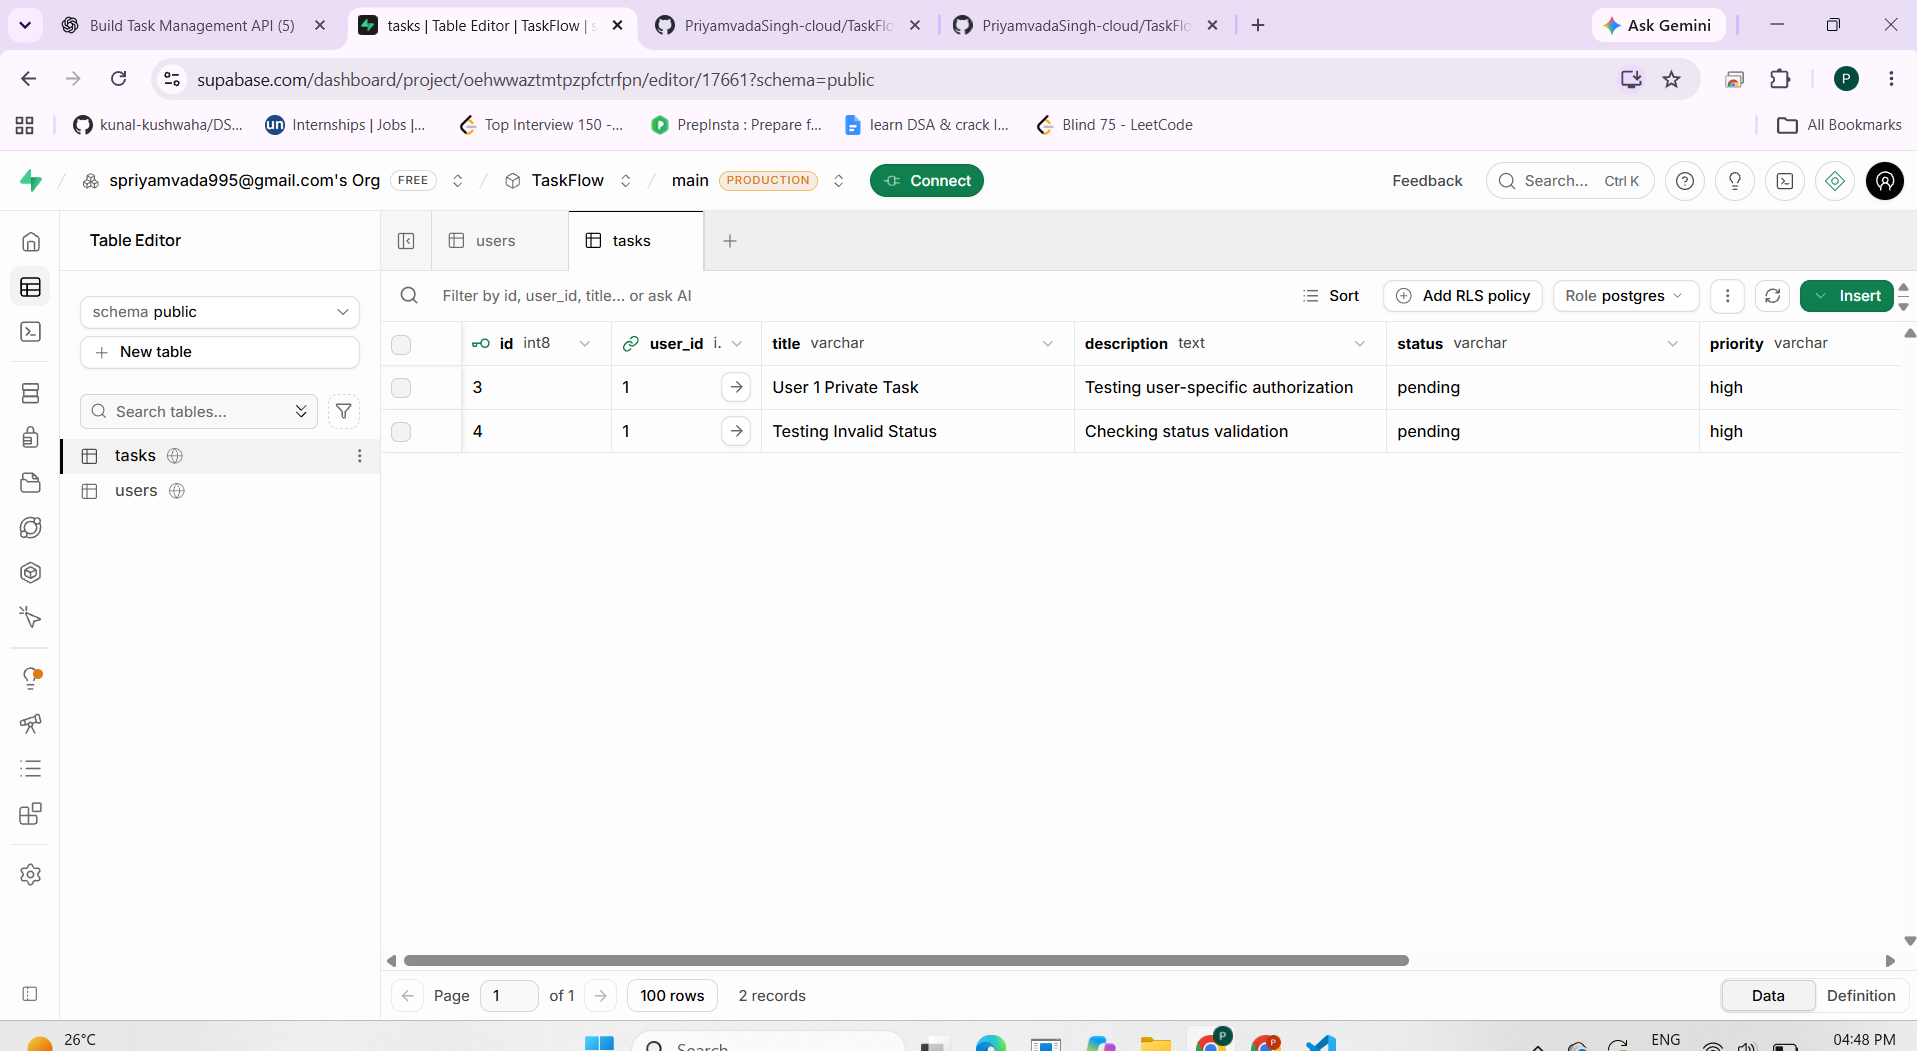 Build Task Management API (5)
tasks | Table Editor | TaskFlow | s
PriyamvadaSingh-cloud/TaskFlo
PriyamvadaSingh-cloud/TaskFlo
Ask Gemini
supabase.com/dashboard/project/oehwwaztmtpzpfctrfpn/editor/17661?schema=public
P
kunal-kushwaha/DS...
un
Internships | Jobs |...
Top Interview 150 -...
PrepInsta : Prepare f...
learn DSA & crack I...
Blind 75 - LeetCode
All Bookmarks
spriyamvada995@gmail.com's Org
FREE
TaskFlow
main
PRODUCTION
Connect
Feedback
Search...
Ctrl K
Table Editor
users
tasks
schema public
New table
Search tables...
tasks
users
Filter by id, user_id, title... or ask AI
Sort
Add RLS policy
Role postgres
Insert
id int8
user_id i.
title varchar
description text
status varchar
priority varchar
3 1 User 1 Private Task Testing user-specific authorization pending high
4 1 Testing Invalid Status Checking status validation pending high
Page 1 of 1
100 rows
2 records
Data
Definition
26°C
Search
P
P
ENG
04:48 PM